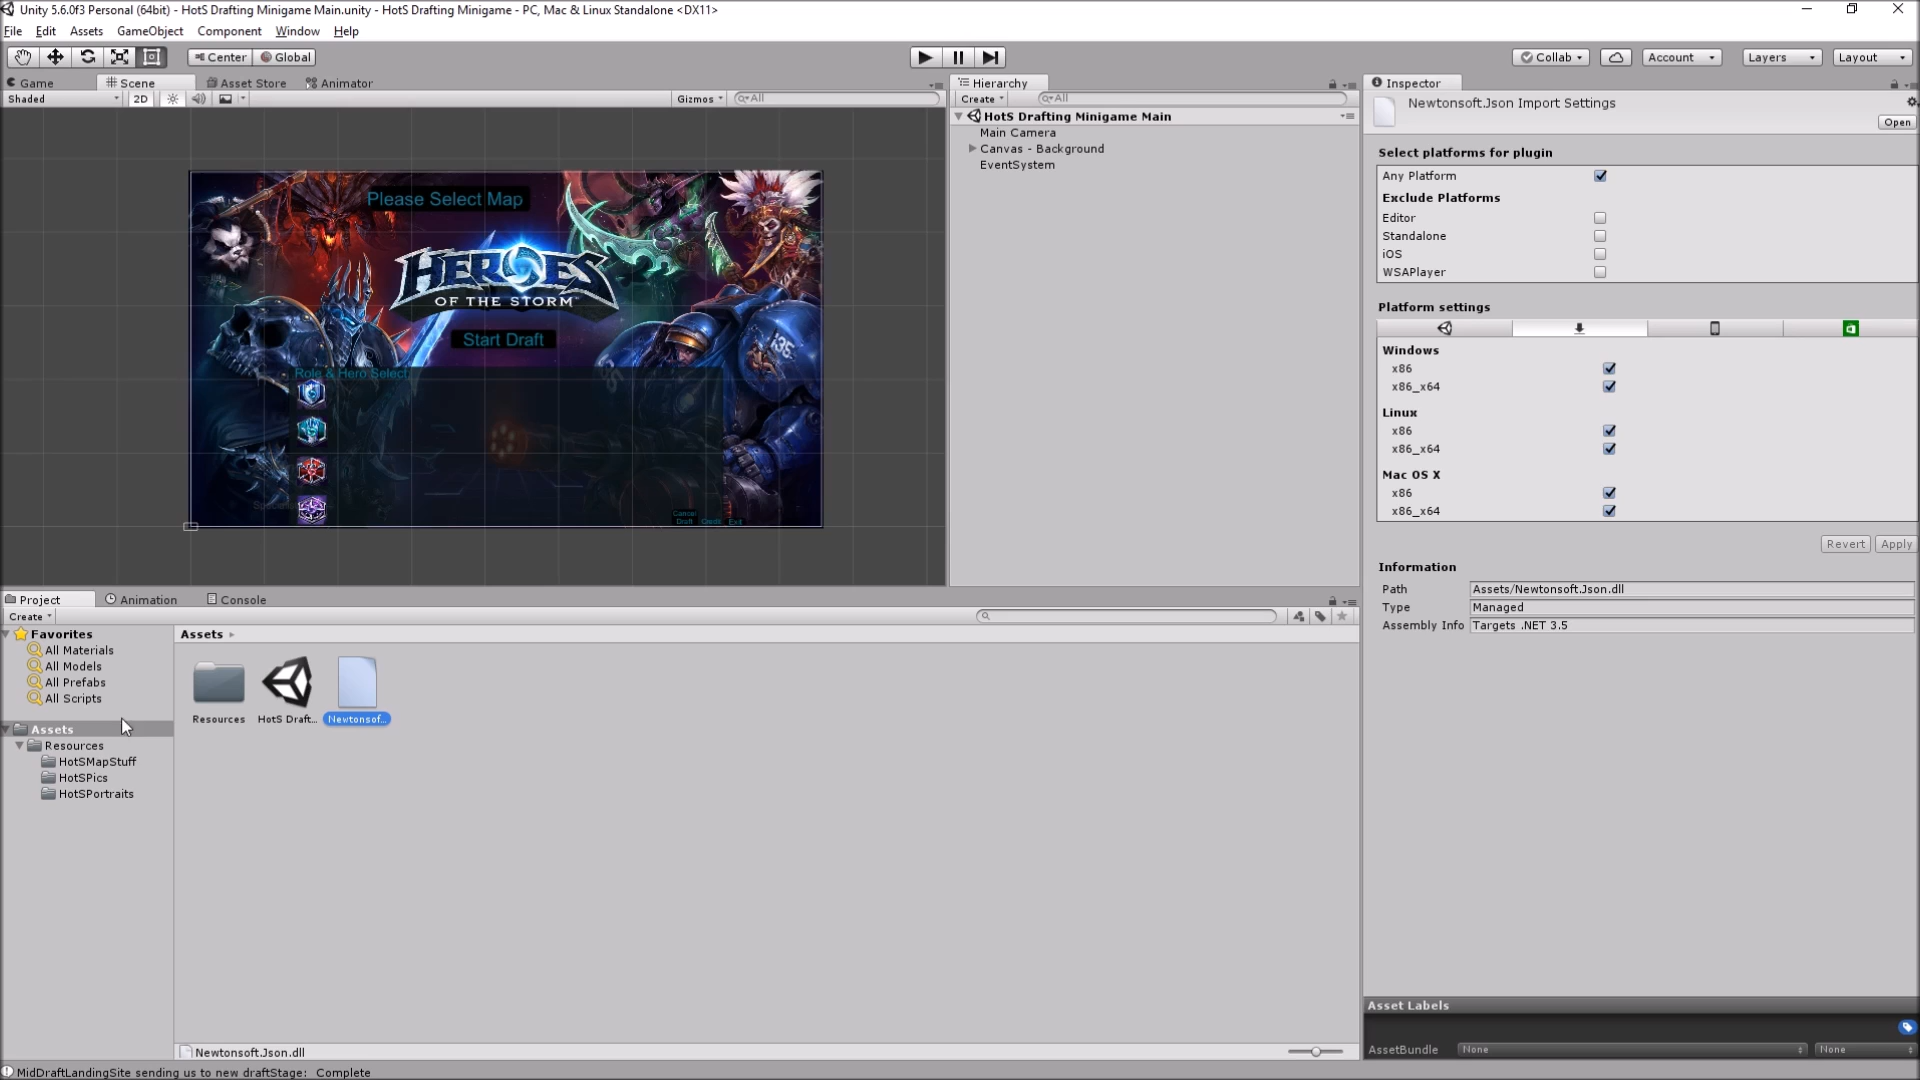 Unity 5.6.0f3 Personal (64bit) - HotS Drafting Minigame Main.unity - HotS Drafting Minigame - PC, Mac & Linux Standalone <DX11>
File Edit Assets GameObject Component Window Help
Center Global Collab Account Layers Layout
Game Scene Asset Store Animator
Shaded 2D Gizmos All
Please Select Map
HEROES
OF THE STORM
Start Draft
Role & Hero Select
Cancel
Draft Credit Exit
Hierarchy
Create All
HotS Drafting Minigame Main
Main Camera
Canvas - Background
EventSystem
Inspector
Newtonsoft.Json Import Settings
Open
Select platforms for plugin
Any Platform
Exclude Platforms
Editor
Standalone
iOS
WSAPlayer
Platform settings
Windows
x86
x86_x64
Linux
x86
x86_x64
Mac OS X
x86
x86_x64
Revert Apply
Information
Path Assets/Newtonsoft.Json.dll
Type Managed
Assembly Info Targets .NET 3.5
Project Animation Console
Create
Favorites
All Materials
All Models
All Prefabs
All Scripts
Assets
Resources
HotSMapStuff
HotSPics
HotSPortraits
Assets
Resources HotS Draft... Newtonsof...
Newtonsoft.Json.dll
Asset Labels
AssetBundle None None
MidDraftLandingSite sending us to new draftStage: Complete